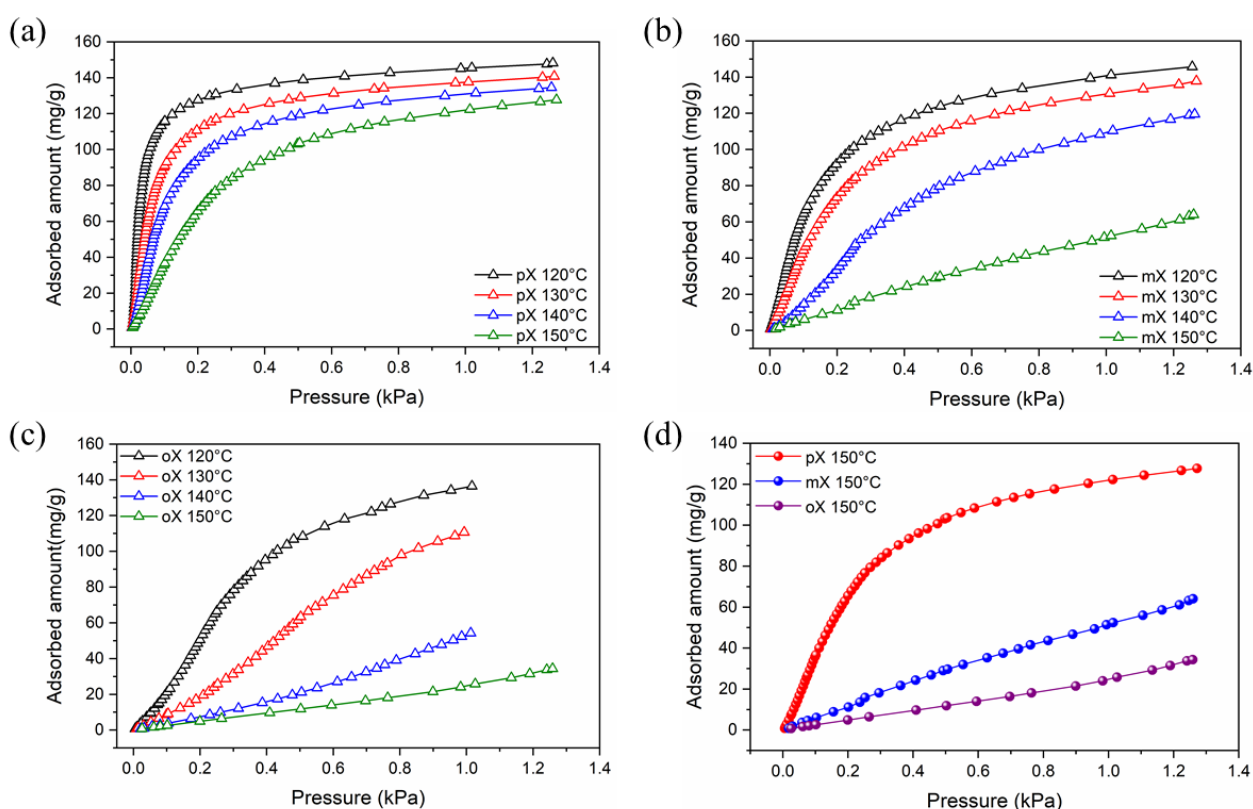 (a)
160
140
120
100
80
60
40
20
0
Adsorbed amount (mg/g)
pX 120°C
pX 130°C
pX 140°C
pX 150°C
0.0 0.2 0.4 0.6 0.8 1.0 1.2 1.4
Pressure (kPa)
(b)
160
140
120
100
80
60
40
20
0
Adsorbed amount (mg/g)
mX 120°C
mX 130°C
mX 140°C
mX 150°C
0.0 0.2 0.4 0.6 0.8 1.0 1.2 1.4
Pressure (kPa)
(c)
160
140
120
100
80
60
40
20
0
Adsorbed amount(mg/g)
oX 120°C
oX 130°C
oX 140°C
oX 150°C
0.0 0.2 0.4 0.6 0.8 1.0 1.2 1.4
Pressure (kPa)
(d)
140
120
100
80
60
40
20
0
Adsorbed amount (mg/g)
pX 150°C
mX 150°C
oX 150°C
0.0 0.2 0.4 0.6 0.8 1.0 1.2 1.4
Pressure (kPa)